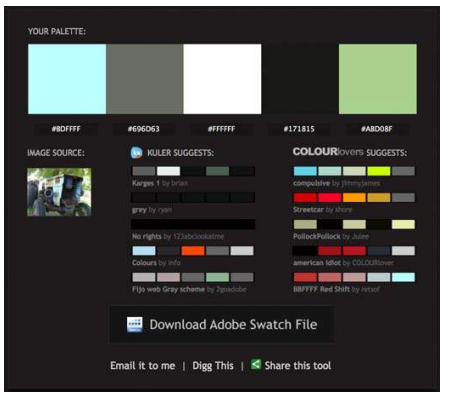 YOUR PALETTE:
#BDFFFF #696D63 #FFFFFF #171815 #ABD08F
IMAGE SOURCE:
KULER SUGGESTS:
Karges 1 by brian
grey by ryan
No rights by 123abclookatme
Colours by info
Fijo web Gray scheme by 2goadobe
COLOURlovers SUGGESTS:
compulsive by jimmyjames
Streetcar by shore
PollockPollock by Julee
american idiot by COLOURlover
BBFFFF Red Shift by retsof
Download Adobe Swatch File
Email it to me | Digg This | Share this tool